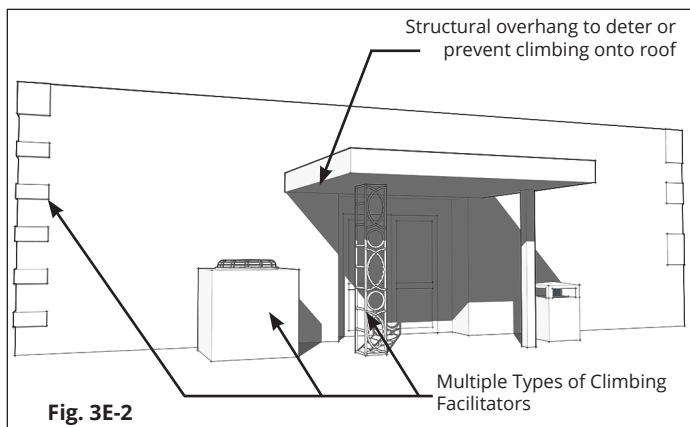 Structural overhang to deter or
prevent climbing onto roof
Multiple Types of Climbing
Facilitators
Fig. 3E-2